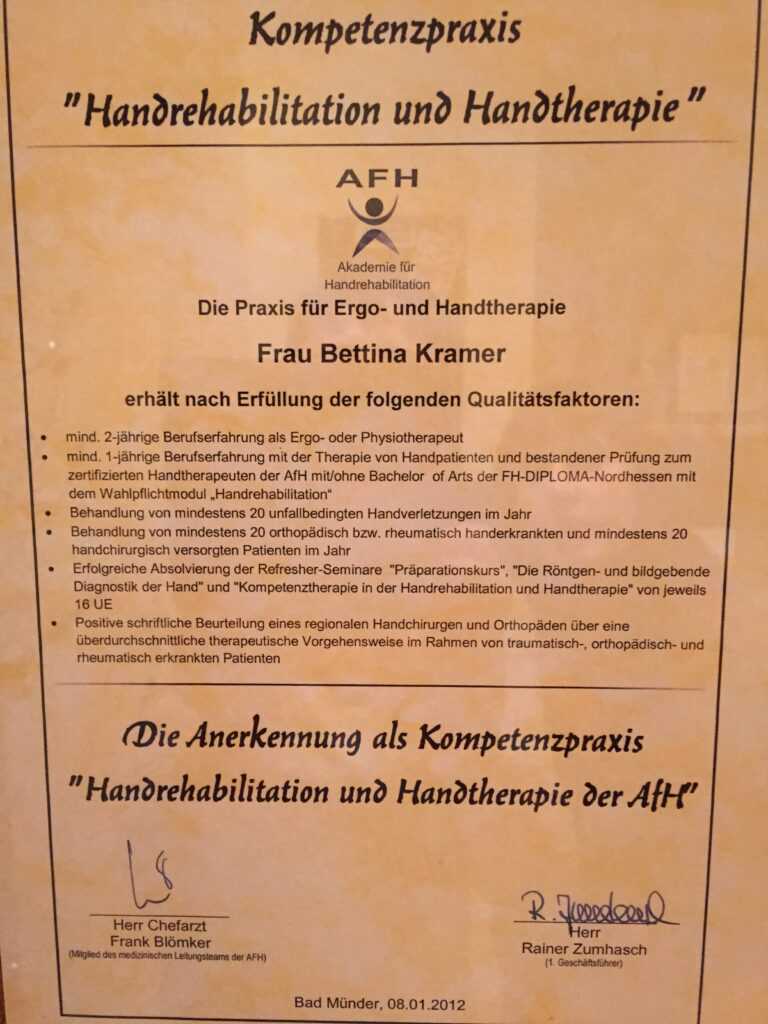 Kompetenzpraxis
"Handrehabilitation und Handtherapie"
AFH
Akademie für
Handrehabilitation
Die Praxis für Ergo- und Handtherapie
Frau Bettina Kramer
erhält nach Erfüllung der folgenden Qualitätsfaktoren:
• mind. 2-jährige Berufserfahrung als Ergo- oder Physiotherapeut
• mind. 1-jährige Berufserfahrung mit der Therapie von Handpatienten und bestandener Prüfung zum
zertifizierten Handtherapeuten der AfH mit/ohne Bachelor of Arts der FH-DIPLOMA-Nordhessen mit
dem Wahlpflichtmodul „Handrehabilitation“
• Behandlung von mindestens 20 unfallbedingten Handverletzungen im Jahr
• Behandlung von mindestens 20 orthopädisch bzw. rheumatisch handerkrankten und mindestens 20
handchirurgisch versorgten Patienten im Jahr
• Erfolgreiche Absolvierung der Refresher-Seminare "Präparationskurs", "Die Röntgen- und bildgebende
Diagnostik der Hand" und "Kompetenztherapie in der Handrehabilitation und Handtherapie" von jeweils
16 UE
• Positive schriftliche Beurteilung eines regionalen Handchirurgen und Orthopäden über eine
überdurchschnittliche therapeutische Vorgehensweise im Rahmen von traumatisch-, orthopädisch- und
rheumatisch erkrankten Patienten
Die Anerkennung als Kompetenzpraxis
"Handrehabilitation und Handtherapie der AfH"
Herr Chefarzt
Frank Blömker
(Mitglied des medizinischen Leitungsteams der AFH)
Herr
Rainer Zumhasch
(1. Geschäftsführer)
Bad Münder, 08.01.2012